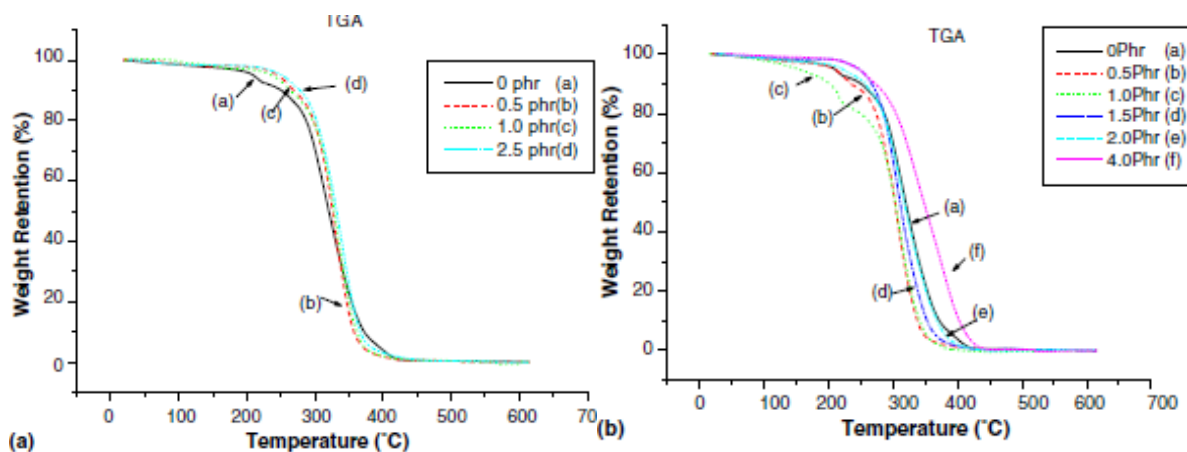 TGA
100
80
60
40
20
0
Weight Retention (%)
0 phr (a)
0.5 phr(b)
1.0 phr(c)
2.5 phr(d)
(a)
(c)
(d)
(b)
0 100 200 300 400 500 600 70
Temperature (°C)
(a)
TGA
100
80
60
40
20
0
Weight Retention (%)
0Phr (a)
0.5Phr (b)
1.0Phr (c)
1.5Phr (d)
2.0Phr (e)
4.0Phr (f)
(c)
(b)
(a)
(f)
(d)
(e)
0 100 200 300 400 500 600 700
Temperature (°C)
(b)